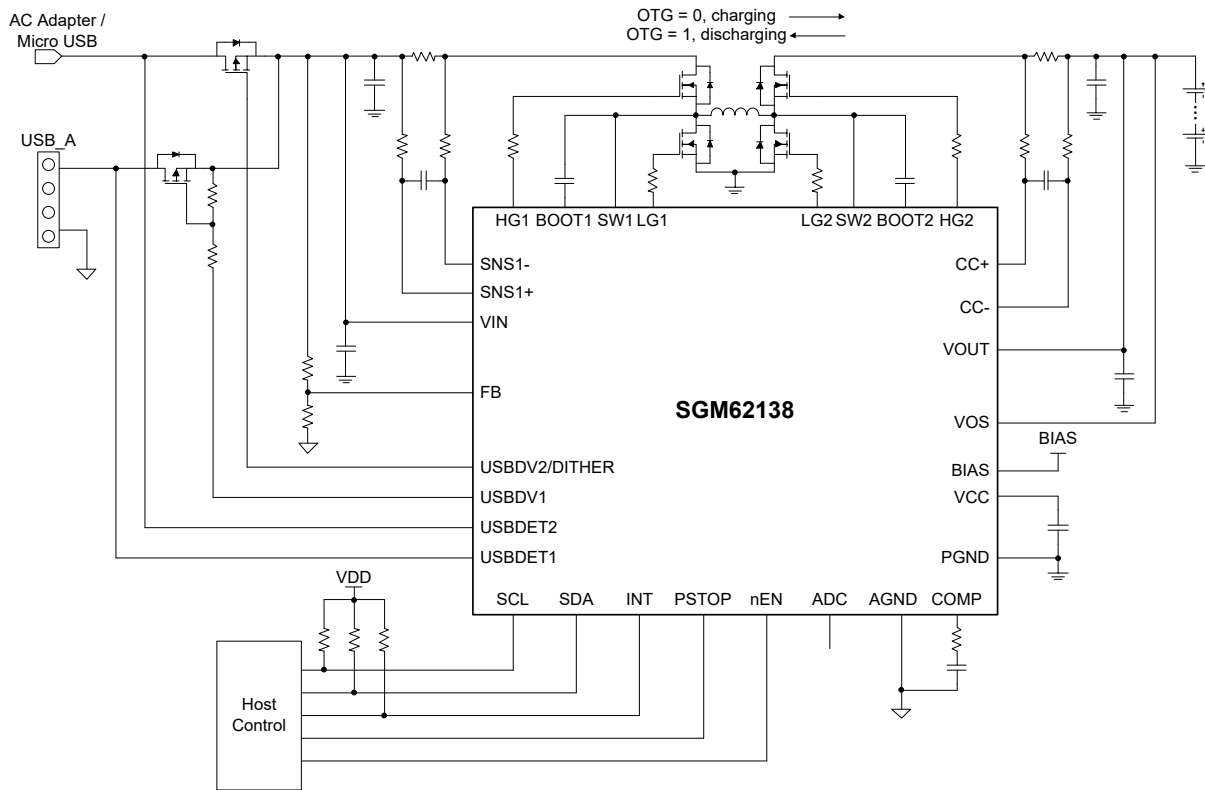 AC Adapter /
Micro USB
OTG = 0, charging
OTG = 1, discharging
USB_A
HG1 BOOT1 SW1 LG1
LG2 SW2 BOOT2 HG2
SNS1-
SNS1+
VIN
FB
USBDV2/DITHER
USBDV1
USBDET2
USBDET1
SGM62138
CC+
CC-
VOUT
VOS
BIAS
BIAS
VCC
PGND
SCL SDA INT PSTOP nEN ADC AGND COMP
VDD
Host
Control